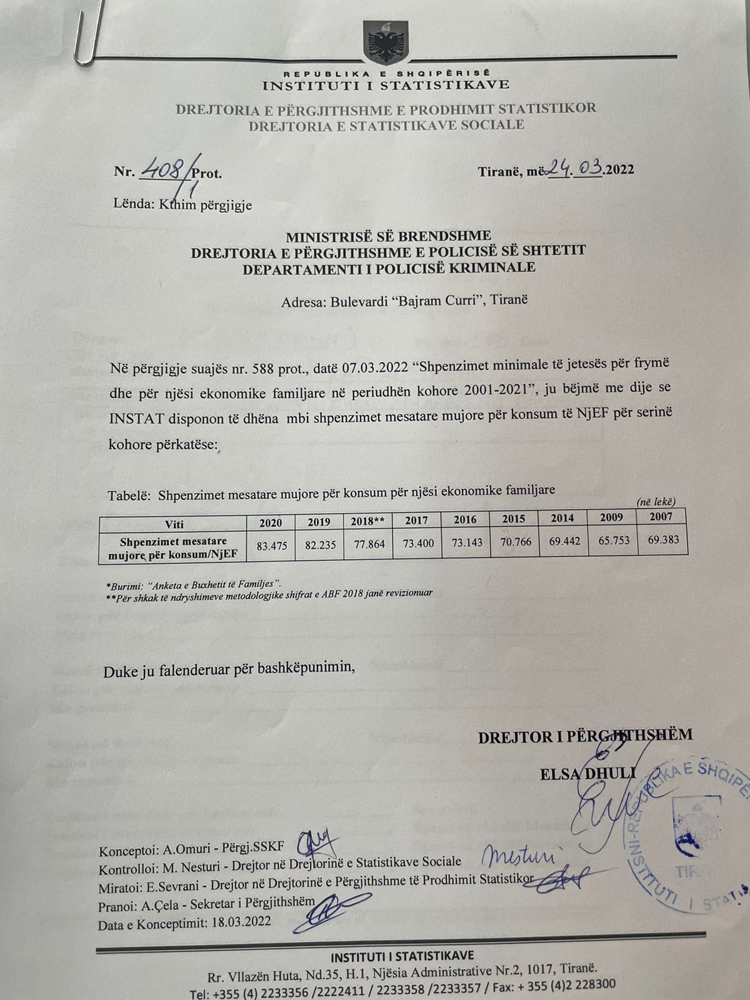 REPUBLIKA E SHQIPËRISË
INSTITUTI I STATISTIKAVE
DREJTORIA E PËRGJITHSHME E PRODHIMIT STATISTIKOR
DREJTORIA E STATISTIKAVE SOCIALE
Nr. 408/1 Prot. Tiranë, më 24.03.2022
Lënda: Kthim përgjigje
MINISTRISË SË BRENDSHME
DREJTORIA E PËRGJITHSHME E POLICISË SË SHTETIT
DEPARTAMENTI I POLICISË KRIMINALE
Adresa: Bulevardi “Bajram Curri”, Tiranë
Në përgjigje suajës nr. 588 prot., datë 07.03.2022 “Shpenzimet minimale të jetesës për frymë
dhe për njësi ekonomike familjare në periudhën kohore 2001-2021”, ju bëjmë me dije se
INSTAT disponon të dhëna mbi shpenzimet mesatare mujore për konsum të NjEF për serinë
kohore përkatëse:
Tabelë: Shpenzimet mesatare mujore për konsum për njësi ekonomike familjare
(në lekë)
Viti 2020 2019 2018** 2017 2016 2015 2014 2009 2007
Shpenzimet mesatare
mujore për konsum/NjEF 83.475 82.235 77.864 73.400 73.143 70.766 69.442 65.753 69.383
*Burimi: “Anketa e Buxhetit të Familjes”.
**Për shkak të ndryshimeve metodologjike shifrat e ABF 2018 janë revizionuar
Duke ju falenderuar për bashkëpunimin,
DREJTOR I PËRGJITHSHËM
ELSA DHULI
Konceptoi: A.Omuri - Përgj.SSKF
Kontrolloi: M. Nesturi - Drejtor në Drejtorinë e Statistikave Sociale
Miratoi: E.Sevrani - Drejtor në Drejtorinë e Përgjithshme të Prodhimit Statistikor
Pranoi: A.Çela - Sekretar i Përgjithshëm
Data e Konceptimit: 18.03.2022
INSTITUTI I STATISTIKAVE
Rr. Vllazën Huta, Nd.35, H.1, Njësia Administrative Nr.2, 1017, Tiranë.
Tel: +355 (4) 2233356 /2222411 / 2233358 /2233357 / Fax: + 355 (4)2 228300